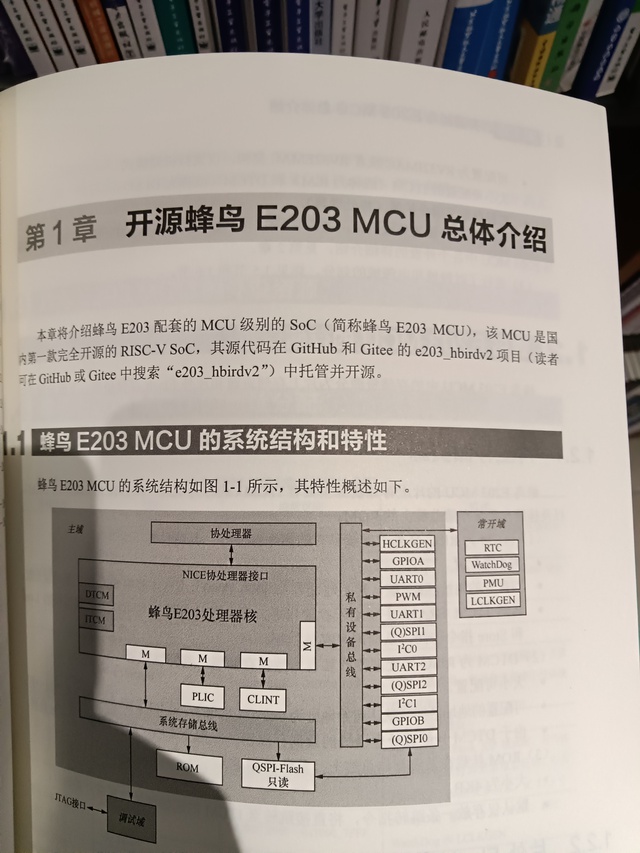 第1章 开源蜂鸟 E203 MCU 总体介绍
本章将介绍蜂鸟 E203 配套的 MCU 级别的 SoC（简称蜂鸟 E203 MCU），该 MCU 是国
内第一款完全开源的 RISC-V SoC，其源代码在 GitHub 和 Gitee 的 e203_hbirdv2 项目（读者
可在 GitHub 或 Gitee 中搜索“e203_hbirdv2”）中托管并开源。
1.1 蜂鸟 E203 MCU 的系统结构和特性
蜂鸟 E203 MCU 的系统结构如图 1-1 所示，其特性概述如下。
主域
协处理器
NICE协处理器接口
DTCM
ITCM
蜂鸟E203处理器核
M
M
M
M
PLIC
CLINT
系统存储总线
ROM
QSPI-Flash
只读
JTAG接口
调试域
私有设备总线
HCLKGEN
GPIOA
UART0
PWM
UART1
(Q)SPI1
I²C0
UART2
(Q)SPI2
I²C1
GPIOB
(Q)SPI0
常开域
RTC
WatchDog
PMU
LCLKGEN